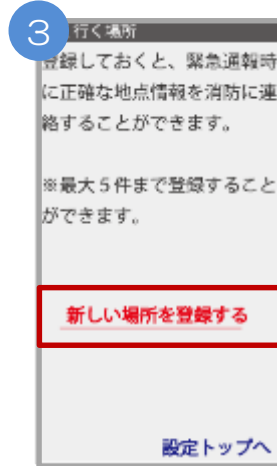 3
行く場所
登録しておくと、緊急通報時
に正確な地点情報を消防に連
絡することができます。
※最大5件まで登録すること
ができます。
新しい場所を登録する
設定トップへ